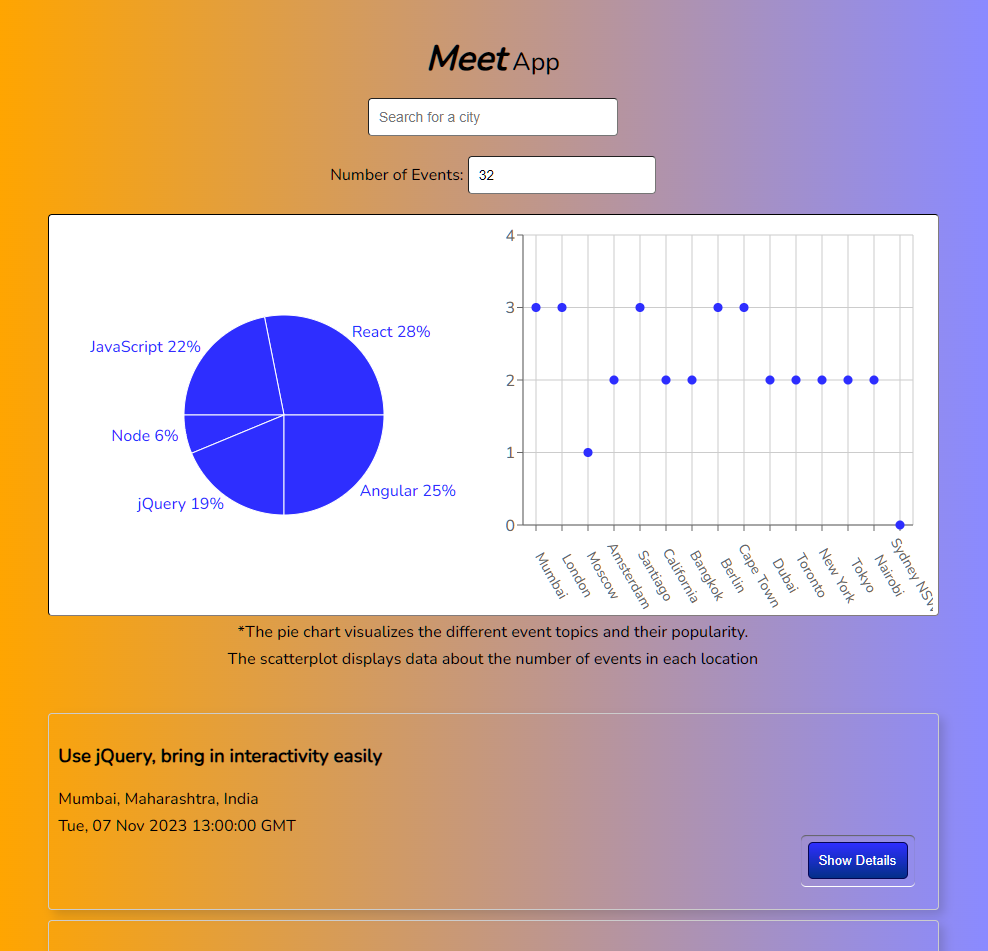 Meet App
Search for a city
Number of Events: 32
JavaScript 22%
React 28%
Node 6%
jQuery 19%
Angular 25%
4
3
2
1
0
Mumbai
London
Moscow
Amsterdam
Santiago
California
Bangkok
Berlin
Cape Town
Dubai
Toronto
New York
Tokyo
Nairobi
Sydney NSW,
*The pie chart visualizes the different event topics and their popularity.
The scatterplot displays data about the number of events in each location
Use jQuery, bring in interactivity easily
Mumbai, Maharashtra, India
Tue, 07 Nov 2023 13:00:00 GMT
Show Details